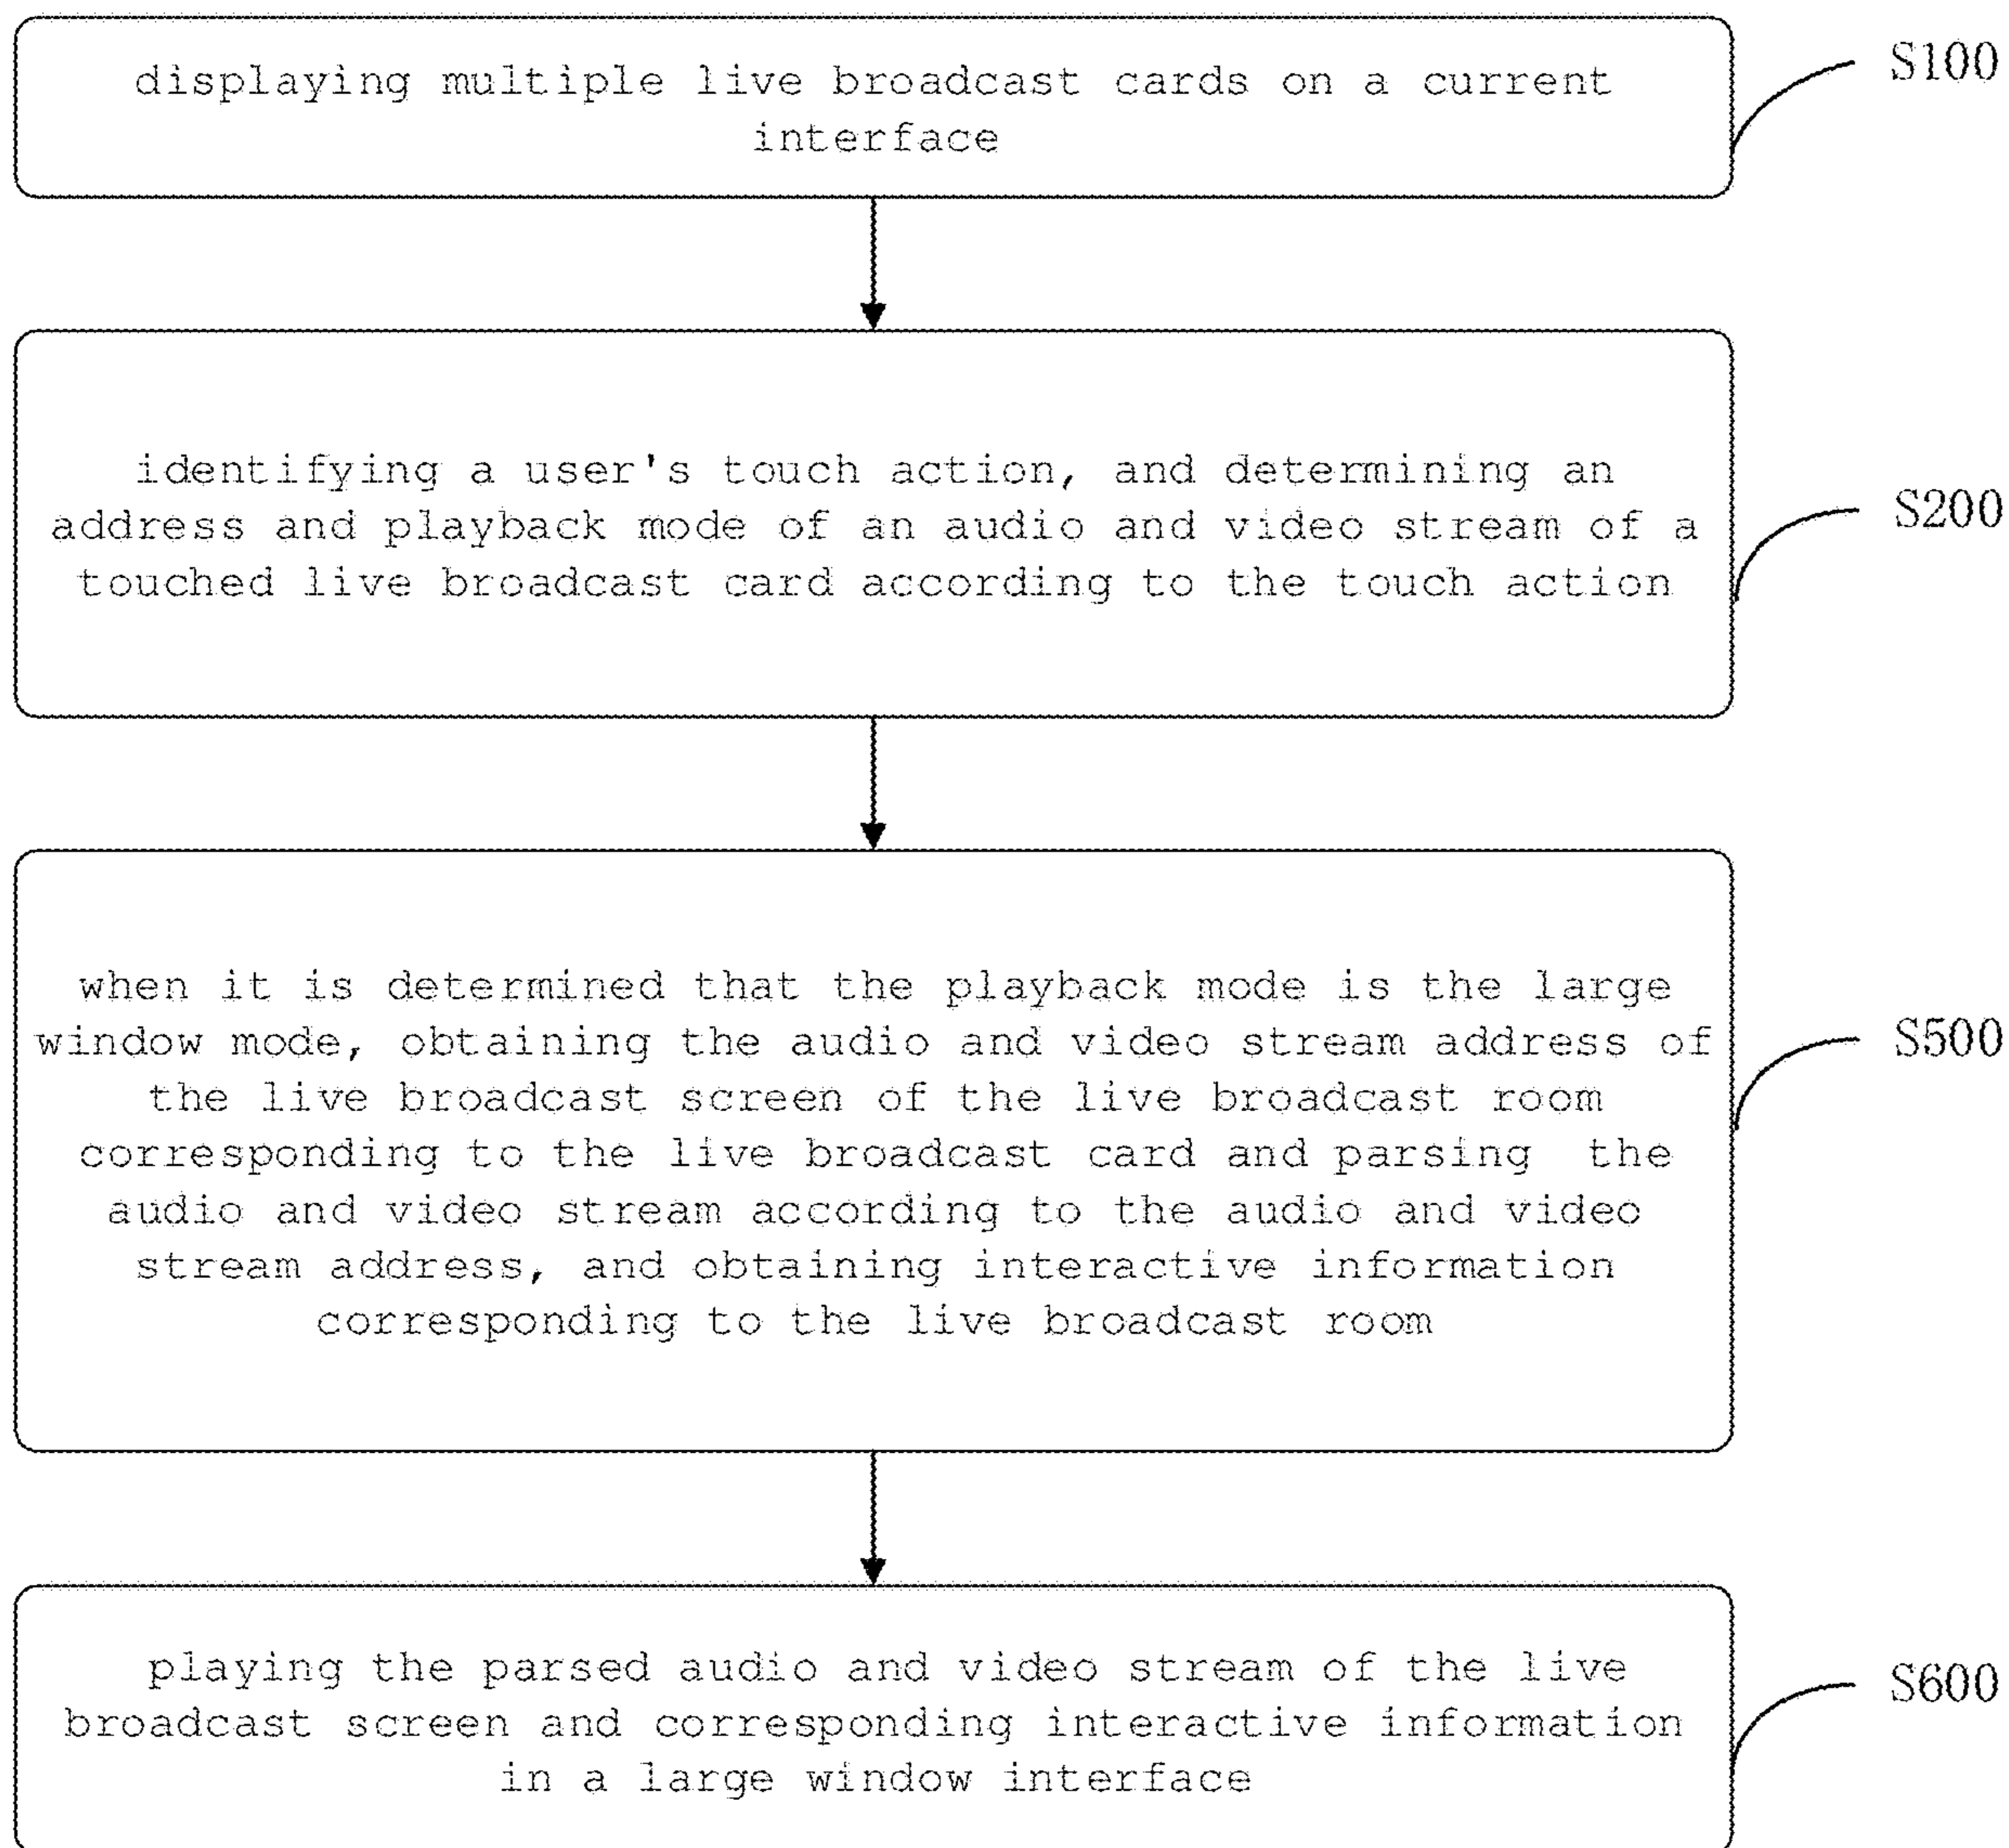 displaying multiple live broadcast cards on a current
interface
S100
identifying a user's touch action, and determining an
address and playback mode of an audio and video stream of a
touched live broadcast card according to the touch action
S200
when it is determined that the playback mode is the large
window mode, obtaining the audio and video stream address of
the live broadcast screen of the live broadcast room
corresponding to the live broadcast card and parsing the
audio and video stream according to the audio and video
stream address, and obtaining interactive information
corresponding to the live broadcast room
S500
playing the parsed audio and video stream of the live
broadcast screen and corresponding interactive information
in a large window interface
S600